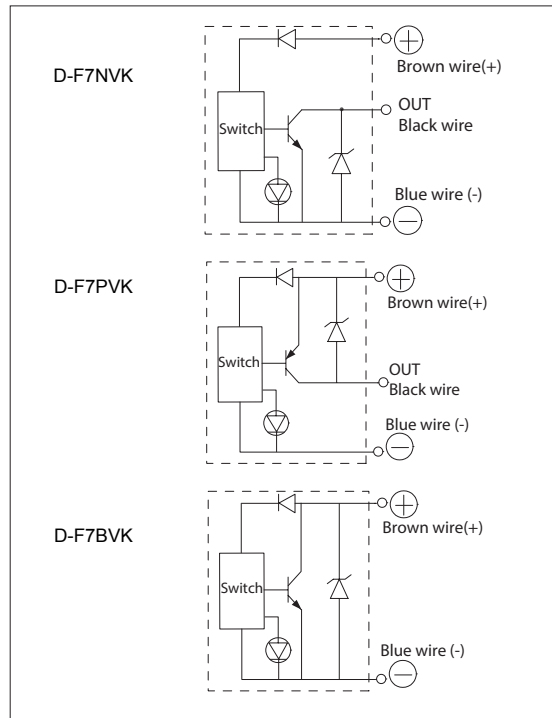 D-F7NVK
Brown wire(+)
OUT
Black wire
Switch
Blue wire (-)
D-F7PVK
Brown wire(+)
Switch
OUT
Black wire
Blue wire (-)
D-F7BVK
Brown wire(+)
Switch
Blue wire (-)